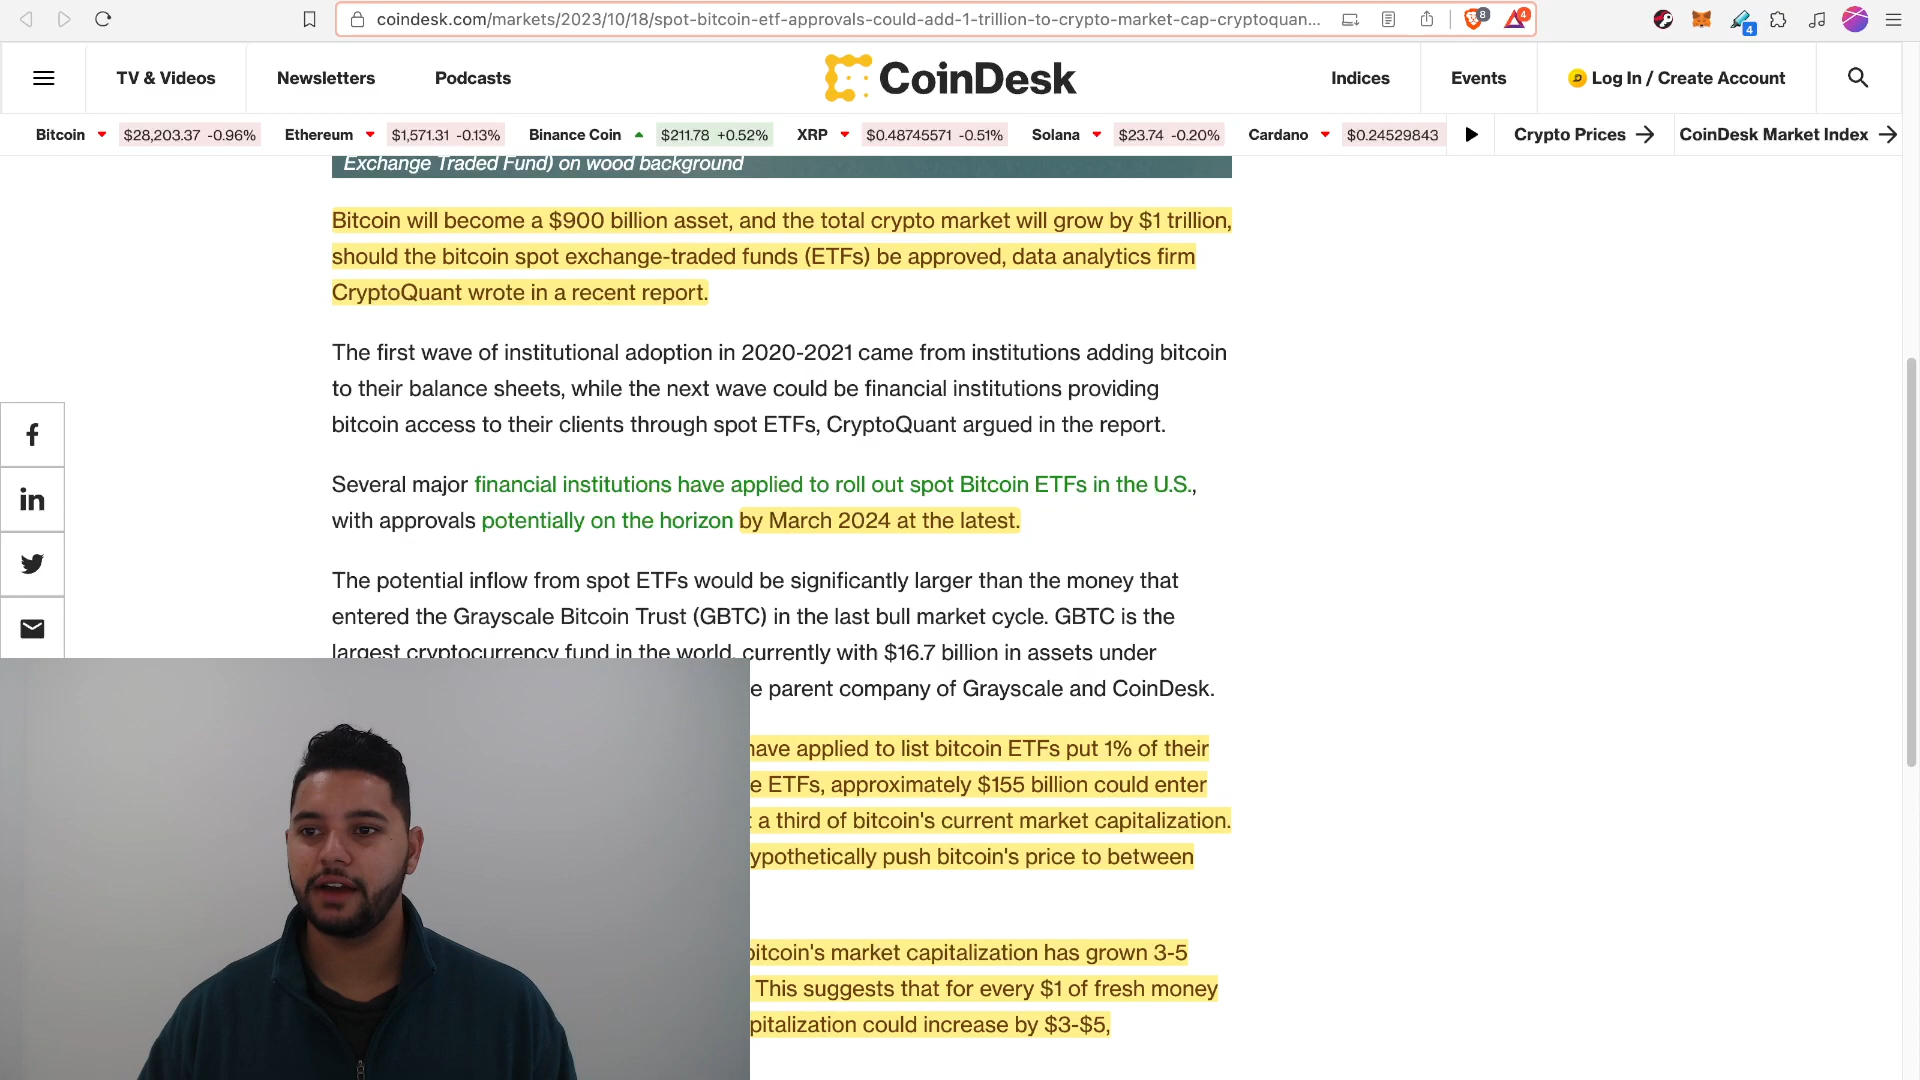 coindesk.com/markets/2023/10/18/spot-bitcoin-etf-approvals-could-add-1-trillion-to-crypto-market-cap-cryptoquan...
8
4
4
TV & Videos
Newsletters
Podcasts
CoinDesk
Indices
Events
Log In / Create Account
Bitcoin $28,203.37 -0.96% Ethereum $1,571.31 -0.13% Binance Coin $211.78 +0.52% XRP $0.48745571 -0.51% Solana $23.74 -0.20% Cardano $0.24529843
Crypto Prices → CoinDesk Market Index →
Exchange Traded Fund) on wood background
Bitcoin will become a $900 billion asset, and the total crypto market will grow by $1 trillion,
should the bitcoin spot exchange-traded funds (ETFs) be approved, data analytics firm
CryptoQuant wrote in a recent report.
The first wave of institutional adoption in 2020-2021 came from institutions adding bitcoin
to their balance sheets, while the next wave could be financial institutions providing
bitcoin access to their clients through spot ETFs, CryptoQuant argued in the report.
Several major financial institutions have applied to roll out spot Bitcoin ETFs in the U.S.,
with approvals potentially on the horizon by March 2024 at the latest.
The potential inflow from spot ETFs would be significantly larger than the money that
entered the Grayscale Bitcoin Trust (GBTC) in the last bull market cycle. GBTC is the
largest cryptocurrency fund in the world, currently with $16.7 billion in assets under
e parent company of Grayscale and CoinDesk.
have applied to list bitcoin ETFs put 1% of their
e ETFs, approximately $155 billion could enter
a third of bitcoin's current market capitalization.
ypothetically push bitcoin's price to between
bitcoin's market capitalization has grown 3-5
This suggests that for every $1 of fresh money
pitalization could increase by $3-$5,